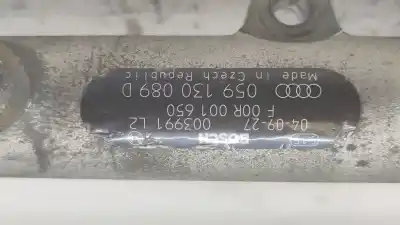 BOSCH
04-09-27 003991 L2
F 00R 001 650
059 130 089 D
Made in Czech Republic